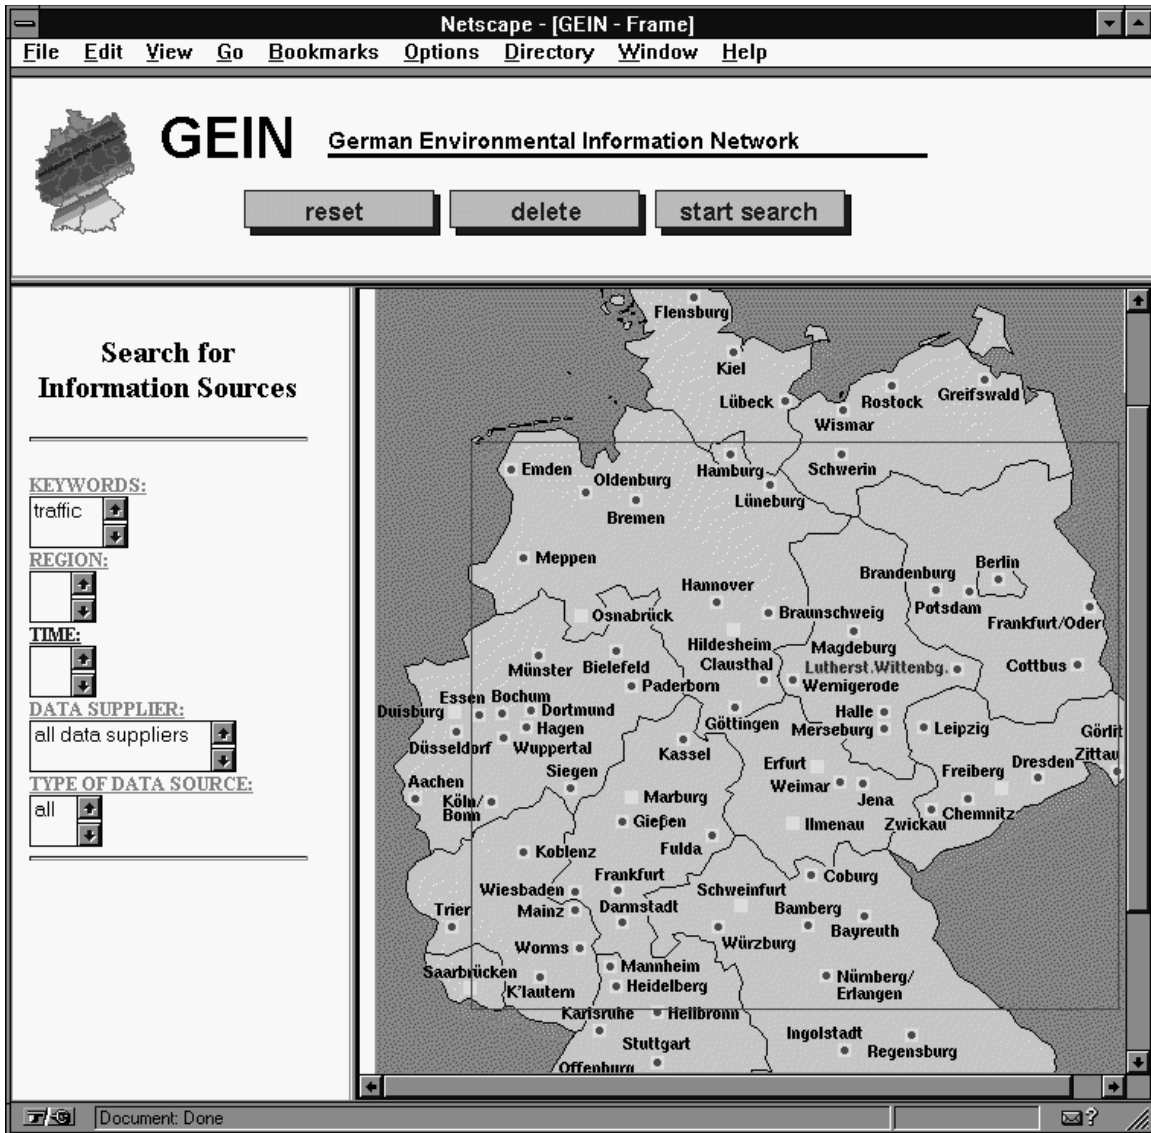 Netscape - [GEIN - Frame]
File Edit View Go Bookmarks Options Directory Window Help
GEIN German Environmental Information Network
reset delete start search
Search for
Information Sources
KEYWORDS:
traffic
REGION:
TIME:
DATA SUPPLIER:
all data suppliers
TYPE OF DATA SOURCE:
all
Flensburg
Kiel
Lübeck
Wismar
Rostock
Greifswald
Emden
Oldenburg
Bremen
Hamburg
Lüneburg
Schwerin
Meppen
Hannover
Brandenburg
Berlin
Potsdam
Frankfurt/Oder
Osnabrück
Braunschweig
Hildesheim
Magdeburg
Münster
Bielefeld
Clausthal
Lutherst.Wittenbg.
Cottbus
Paderborn
Wernigerode
Essen
Bochum
Duisburg
Dortmund
Göttingen
Halle
Hagen
Merseburg
Leipzig
Görlit
Düsseldorf
Wuppertal
Kassel
Zittau
Siegen
Erfurt
Freiberg
Dresden
Aachen
Weimar
Jena
Köln/
Bonn
Marburg
Chemnitz
Gieβen
Ilmenau
Zwickau
Koblenz
Fulda
Frankfurt
Coburg
Wiesbaden
Schweinfurt
Trier
Mainz
Darmstadt
Bamberg
Bayreuth
Worms
Würzburg
Saarbrücken
Mannheim
K'lautern
Heidelberg
Nürnberg/
Erlangen
Karlsruhe
Heilbronn
Stuttgart
Ingolstadt
Regensburg
Offenburg
Document: Done